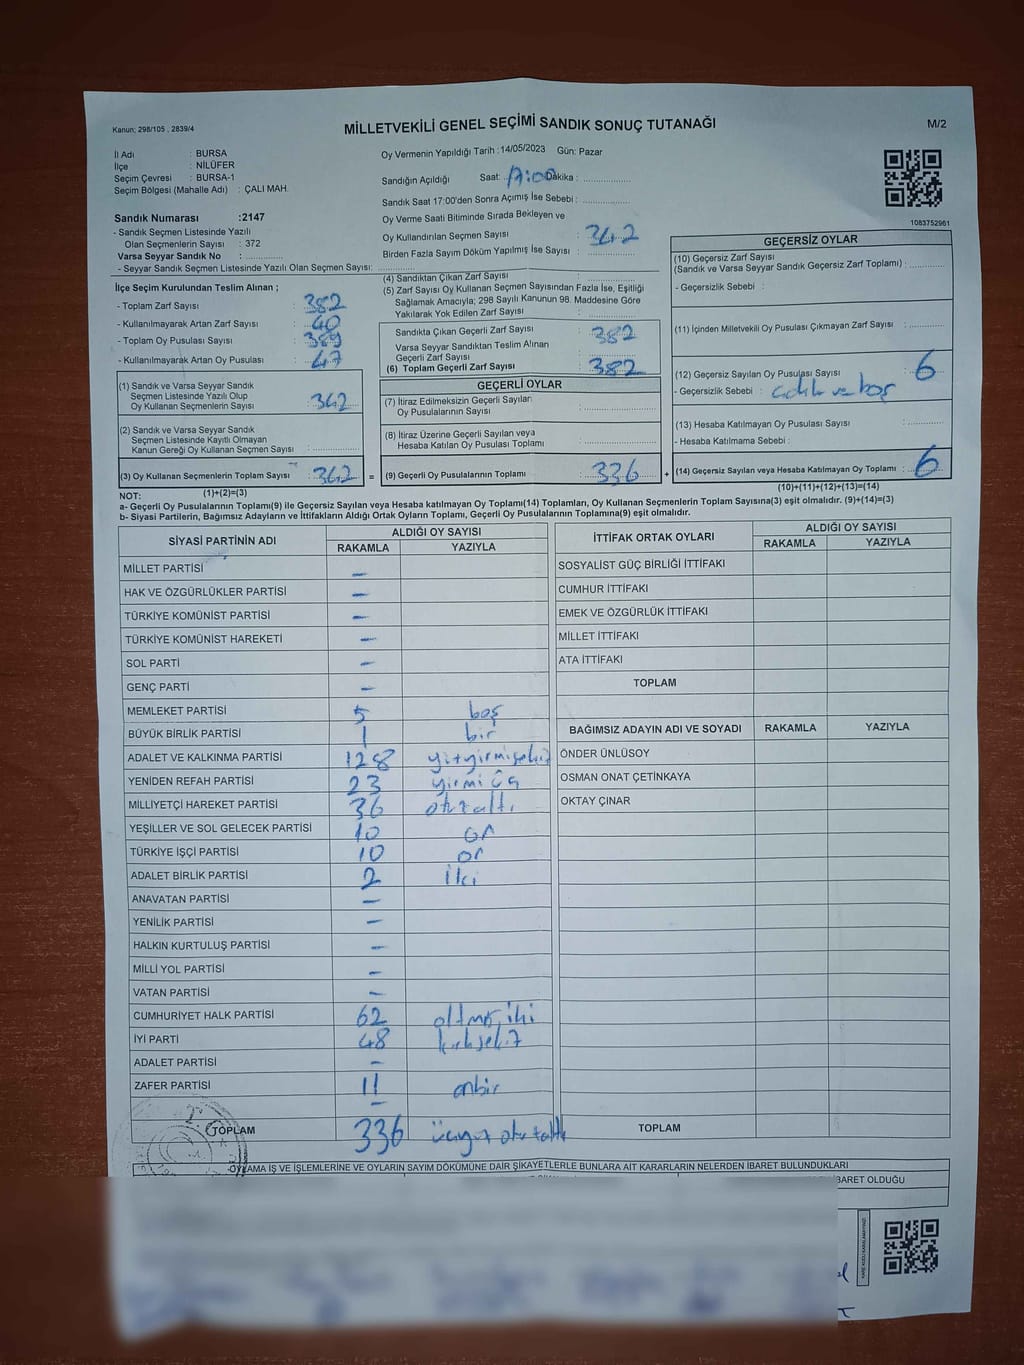 Kanun; 298/105 ; 2839/4
MİLLETVEKİLİ GENEL SEÇİMİ SANDIK SONUÇ TUTANAĞI
M/2
İl Adı : BURSA
İlçe : NİLÜFER
Seçim Çevresi : BURSA-1
Seçim Bölgesi (Mahalle Adı) : ÇALI MAH.
Sandık Numarası :2147
- Sandık Seçmen Listesinde Yazılı
Olan Seçmenlerin Sayısı : 372
Varsa Seyyar Sandık No :
- Seyyar Sandık Seçmen Listesinde Yazılı Olan Seçmen Sayısı:
Oy Vermenin Yapıldığı Tarih :14/05/2023 Gün: Pazar
Sandığın Açıldığı Saat: 17:00 Dakika :
Sandık Saat 17:00'den Sonra Açımış İse Sebebi :
Oy Verme Saati Bitiminde Sırada Bekleyen ve
Oy Kullandırılan Seçmen Sayısı : 342
Birden Fazla Sayım Döküm Yapılmış İse Sayısı :
1083752961
İlçe Seçim Kurulundan Teslim Alınan ;
- Toplam Zarf Sayısı : 382
- Kullanılmayarak Artan Zarf Sayısı : 40
- Toplam Oy Pusulası Sayısı : 389
- Kullanılmayarak Artan Oy Pusulası : 47
(4) Sandıktan Çıkan Zarf Sayısı :
(5) Zarf Sayısı Oy Kullanan Seçmen Sayısından Fazla İse, Eşitliği
Sağlamak Amacıyla; 298 Sayılı Kanunun 98. Maddesine Göre
Yakılarak Yok Edilen Zarf Sayısı :
Sandıkta Çıkan Geçerli Zarf Sayısı : 382
Varsa Seyyar Sandıktan Teslim Alınan
Geçerli Zarf Sayısı :
(6) Toplam Geçerli Zarf Sayısı : 382
GEÇERSİZ OYLAR
(10) Geçersiz Zarf Sayısı
(Sandık ve Varsa Seyyar Sandık Geçersiz Zarf Toplamı) :
- Geçersizlik Sebebi :
(11) İçinden Milletvekili Oy Pusulası Çıkmayan Zarf Sayısı :
(12) Geçersiz Sayılan Oy Pusulası Sayısı : 6
- Geçersizlik Sebebi : ve boş
(13) Hesaba Katılmayan Oy Pusulası Sayısı :
- Hesaba Katılmama Sebebi :
(14) Geçersiz Sayılan veya Hesaba Katılmayan Oy Toplamı : 6
(10)+(11)+(12)+(13)=(14)
(1) Sandık ve Varsa Seyyar Sandık
Seçmen Listesinde Yazılı Olup
Oy Kullanan Seçmenlerin Sayısı : 342
(2) Sandık ve Varsa Seyyar Sandık
Seçmen Listesinde Kayıtlı Olmayan
Kanun Gereği Oy Kullanan Seçmen Sayısı :
(3) Oy Kullanan Seçmenlerin Toplam Sayısı : 342 =
(1)+(2)=(3)
GEÇERLİ OYLAR
(7) İtiraz Edilmeksizin Geçerli Sayılan
Oy Pusulalarının Sayısı :
(8) İtiraz Üzerine Geçerli Sayılan veya
Hesaba Katılan Oy Pusulası Toplamı :
(9) Geçerli Oy Pusulalarının Toplamı : 336 +
NOT:
a- Geçerli Oy Pusulalarının Toplamı(9) ile Geçersiz Sayılan veya Hesaba katılmayan Oy Toplamı(14) Toplamları, Oy Kullanan Seçmenlerin Toplam Sayısına(3) eşit olmalıdır. (9)+(14)=(3)
b- Siyasi Partilerin, Bağımsız Adayların ve İttifakların Aldığı Ortak Oyların Toplamı, Geçerli Oy Pusulalarının Toplamına(9) eşit olmalıdır.
SİYASİ PARTİNİN ADI ALDIĞI OY SAYISI
RAKAMLA YAZIYLA
MİLLET PARTİSİ –
HAK VE ÖZGÜRLÜKLER PARTİSİ –
TÜRKİYE KOMÜNİST PARTİSİ –
TÜRKİYE KOMÜNİST HAREKETİ –
SOL PARTİ –
GENÇ PARTİ –
MEMLEKET PARTİSİ 5 beş
BÜYÜK BİRLİK PARTİSİ 1 bir
ADALET VE KALKINMA PARTİSİ 128
YENİDEN REFAH PARTİSİ 23 yirmi üç
MİLLİYETÇİ HAREKET PARTİSİ 36 otuzaltı
YEŞİLLER VE SOL GELECEK PARTİSİ 10 on
TÜRKİYE İŞÇİ PARTİSİ 10 on
ADALET BİRLİK PARTİSİ 2 iki
ANAVATAN PARTİSİ –
YENİLİK PARTİSİ –
HALKIN KURTULUŞ PARTİSİ –
MİLLİ YOL PARTİSİ –
VATAN PARTİSİ –
CUMHURİYET HALK PARTİSİ 62 altmış iki
İYİ PARTİ 48 kırksekiz
ADALET PARTİSİ –
ZAFER PARTİSİ 11 onbir
–
TOPLAM 336 üçyüz otuzaltı
İTTİFAK ORTAK OYLARI ALDIĞI OY SAYISI
RAKAMLA YAZIYLA
SOSYALİST GÜÇ BİRLİĞİ İTTİFAKI
CUMHUR İTTİFAKI
EMEK VE ÖZGÜRLÜK İTTİFAKI
MİLLET İTTİFAKI
ATA İTTİFAKI
TOPLAM
BAĞIMSIZ ADAYIN ADI VE SOYADI RAKAMLA YAZIYLA
ÖNDER ÜNLÜSOY
OSMAN ONAT ÇETİNKAYA
OKTAY ÇINAR
TOPLAM
OYLAMA İŞ VE İŞLEMLERİNE VE OYLARIN SAYIM DÖKÜMÜNE DAİR ŞİKAYETLERLE BUNLARA AİT KARARLARIN NELERDEN İBARET BULUNDUKLARI
BARET OLDUĞU